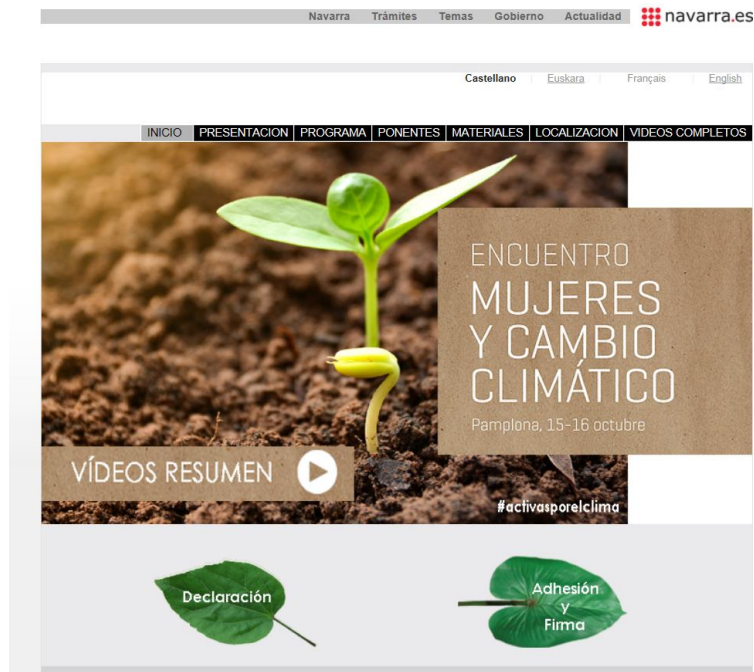 Navarra Trámites Temas Gobierno Actualidad navarra.es
Castellano Euskara Français English
INICIO PRESENTACION PROGRAMA PONENTES MATERIALES LOCALIZACION VIDEOS COMPLETOS
ENCUENTRO
MUJERES
Y CAMBIO
CLIMÁTICO
Pamplona, 15-16 octubre
VÍDEOS RESUMEN
#activasporelclima
Declaración
Adhesión
y
Firma